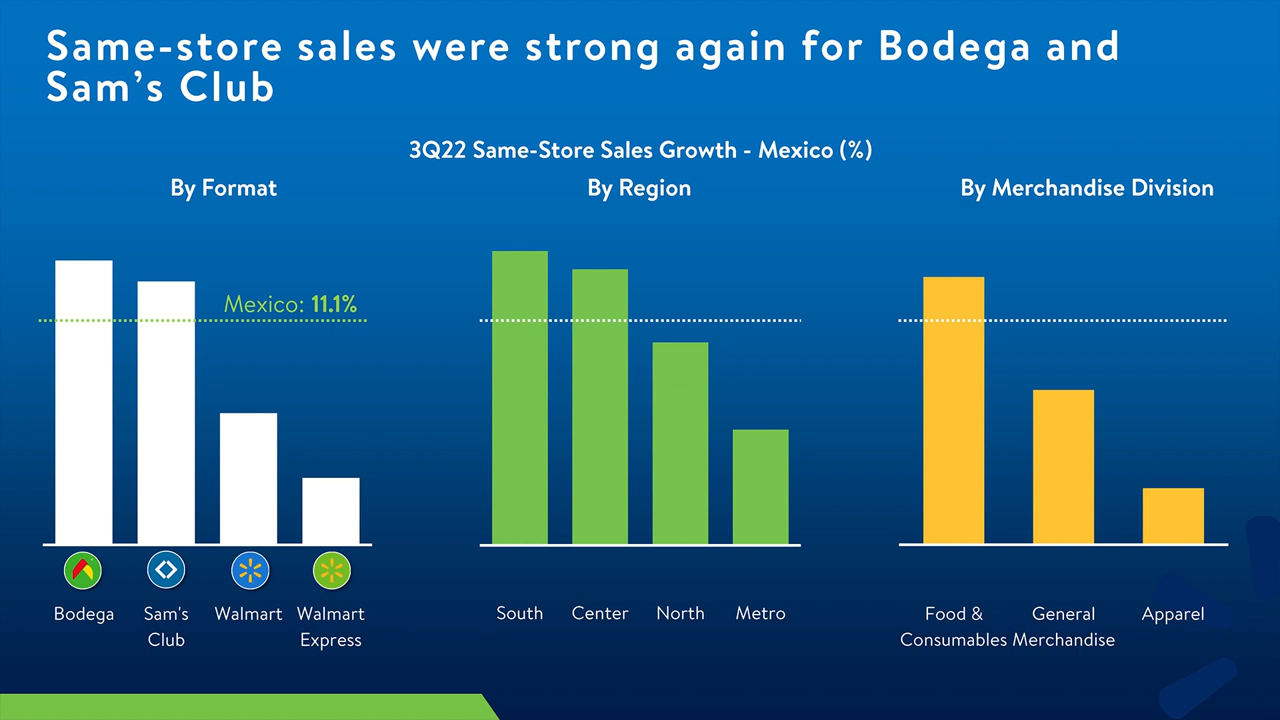 Same-store sales were strong again for Bodega and
Sam’s Club
3Q22 Same-Store Sales Growth - Mexico (%)
By Format
By Region
By Merchandise Division
Mexico: 11.1%
Bodega
Sam's
Club
Walmart
Walmart
Express
South
Center
North
Metro
Food &
Consumables
General
Merchandise
Apparel